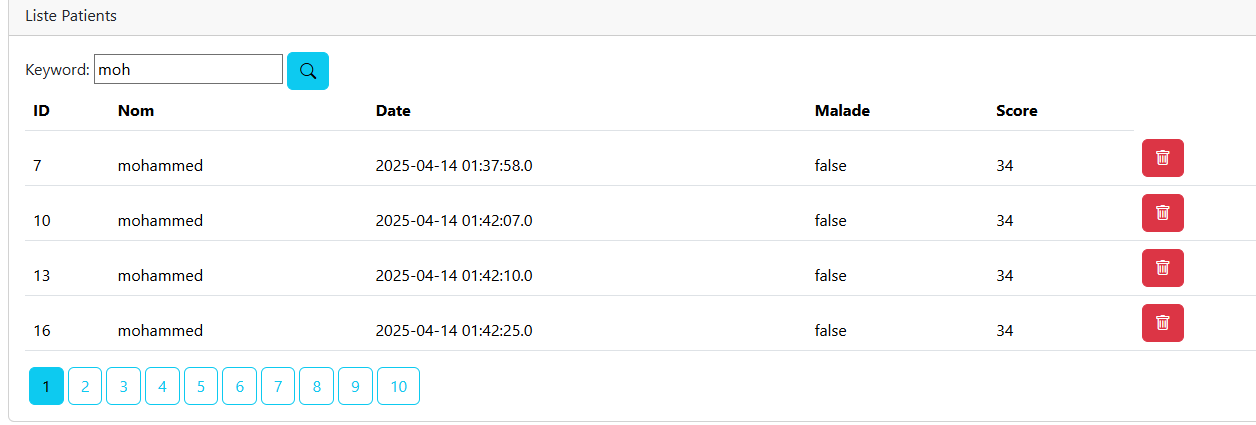 Liste Patients
Keyword: moh
ID Nom Date Malade Score
7 mohammed 2025-04-14 01:37:58.0 false 34
10 mohammed 2025-04-14 01:42:07.0 false 34
13 mohammed 2025-04-14 01:42:10.0 false 34
16 mohammed 2025-04-14 01:42:25.0 false 34
1 2 3 4 5 6 7 8 9 10